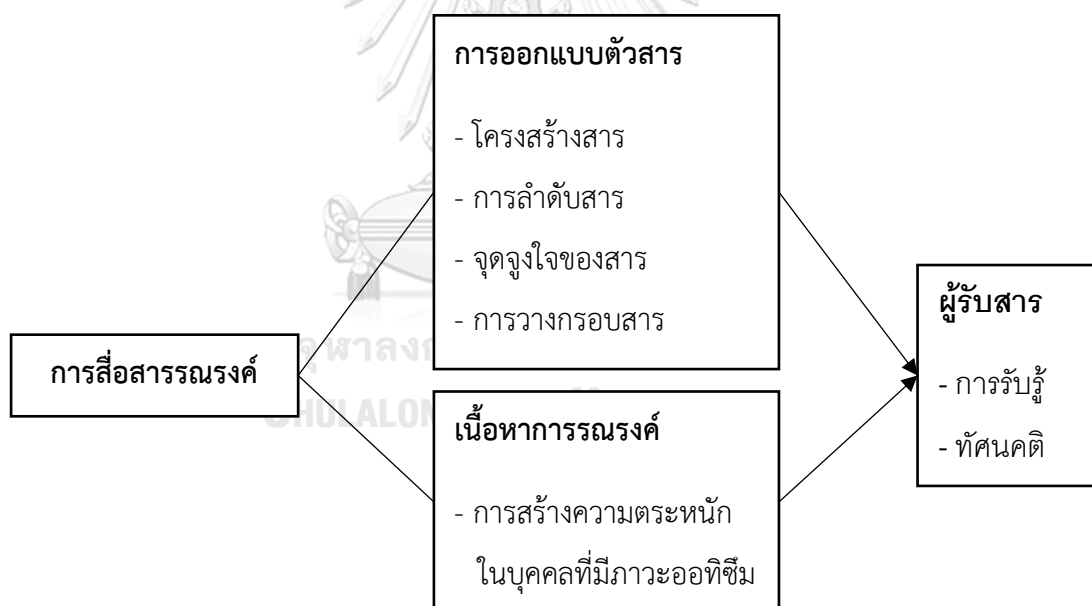 การออกแบบตัวสาร
- โครงสร้างสาร
- การลำดับสาร
- จุดจูงใจของสาร
- การวางกรอบสาร
การสื่อสารรณรงค์
เนื้อหาการรณรงค์
- การสร้างความตระหนัก
ในบุคคลที่มีภาวะออทิซึม
ผู้รับสาร
- การรับรู้
- ทัศนคติ